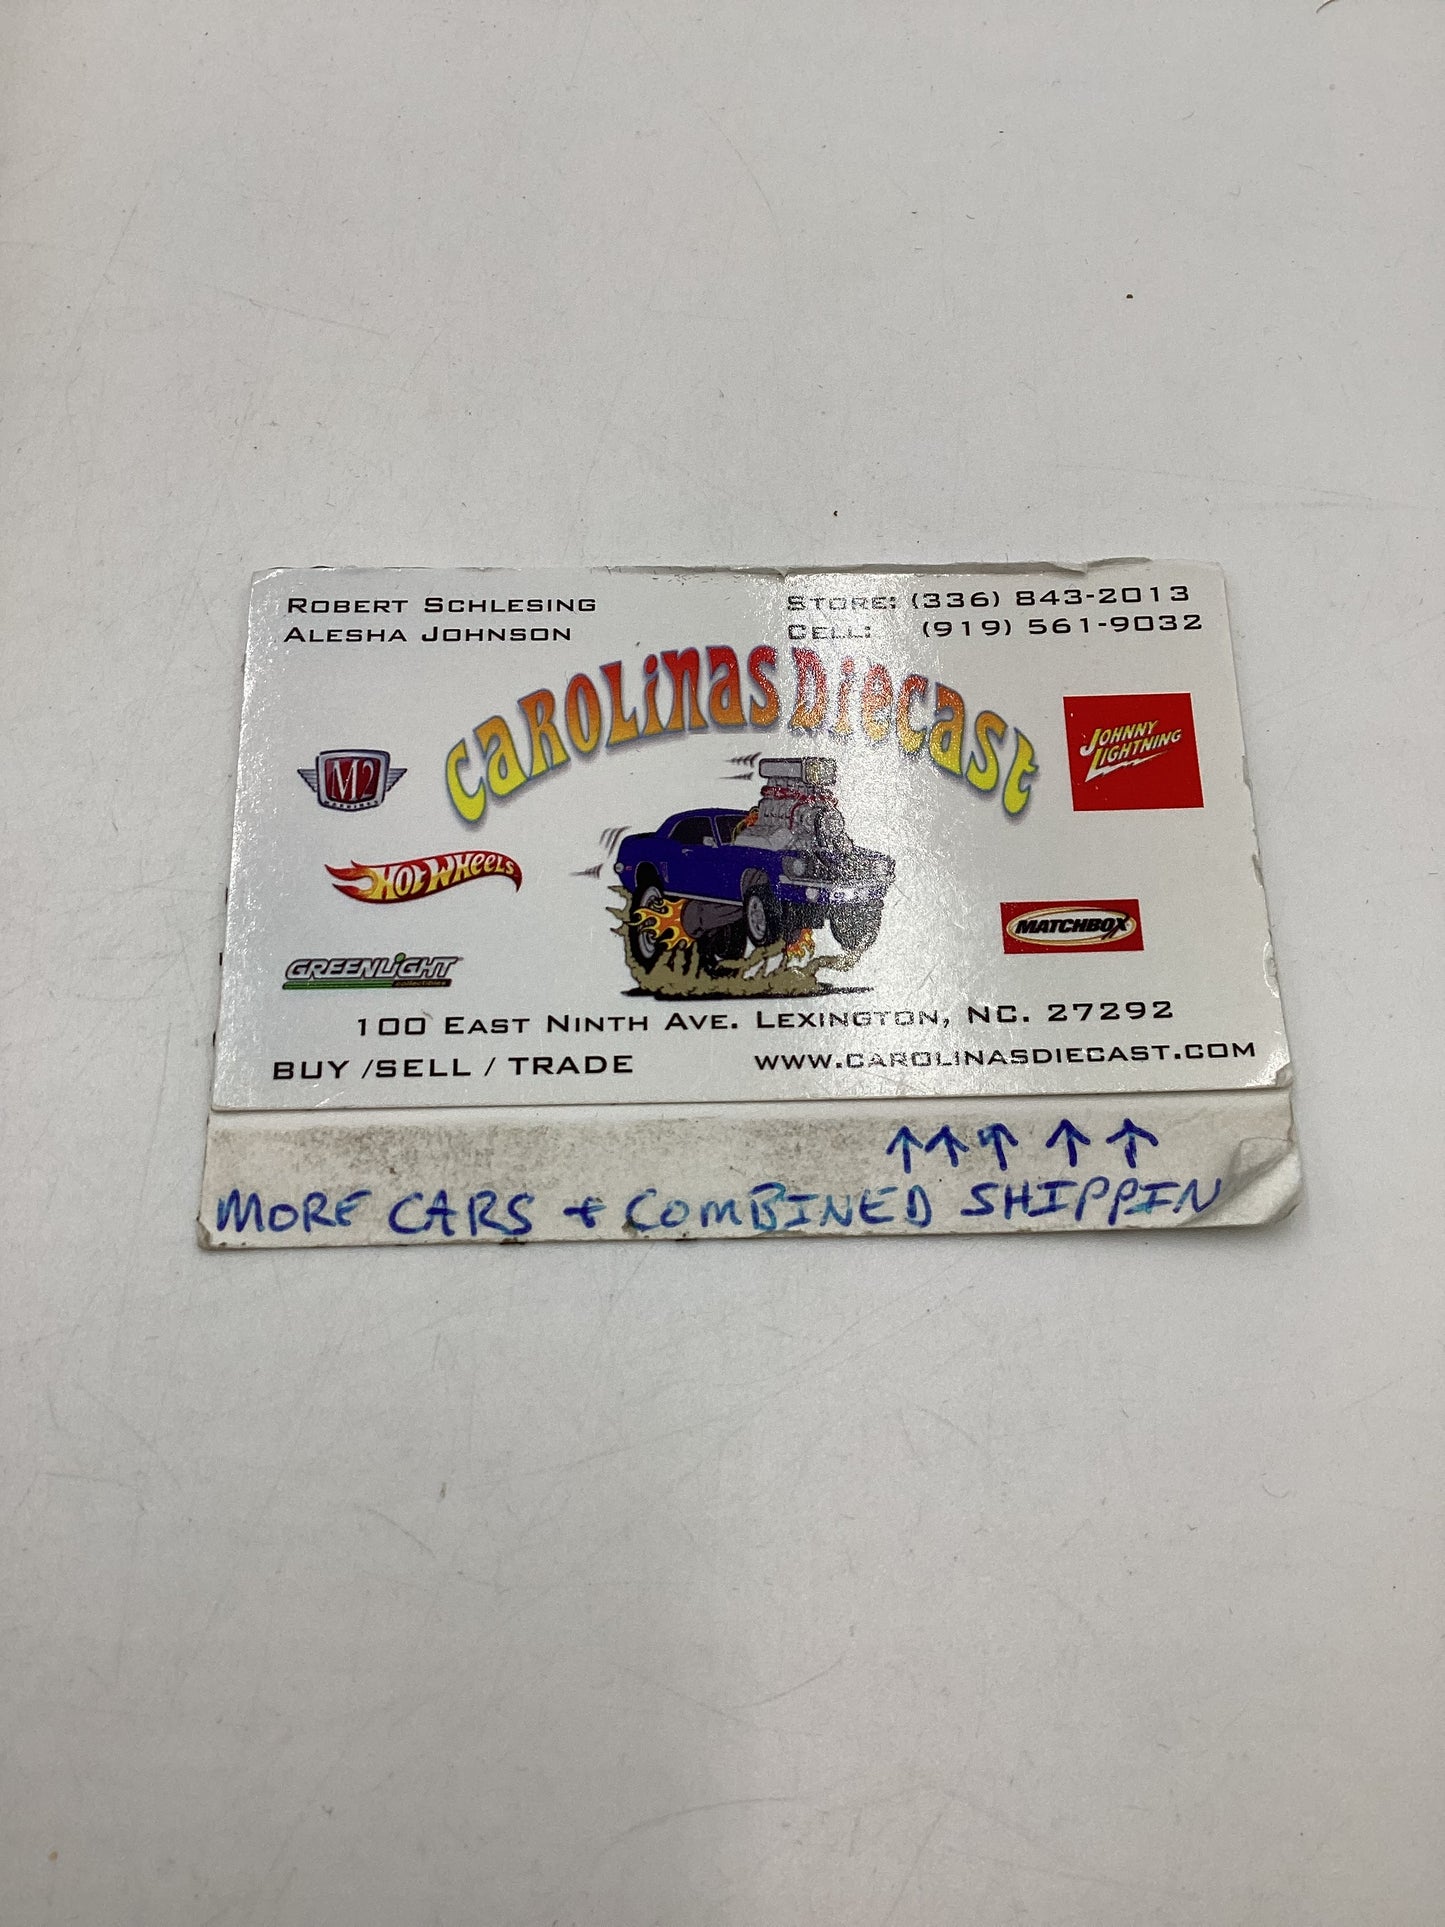 ROBERT SCHLESING
ALESHA JOHNSON
STORE: (336) 843-2013
CELL: (919) 561-9032
CAROLINAS DIECAST
M2
MACHINES
JOHNNY
LIGHTNING
HOT WHEELS
MATCHBOX
GREENLIGHT
collectibles
100 EAST NINTH AVE. LEXINGTON, NC. 27292
BUY /SELL / TRADE
WWW.CAROLINASDIECAST.COM
↑ ↑ ↑ ↑ ↑
MORE CARS + COMBINED SHIPPIN